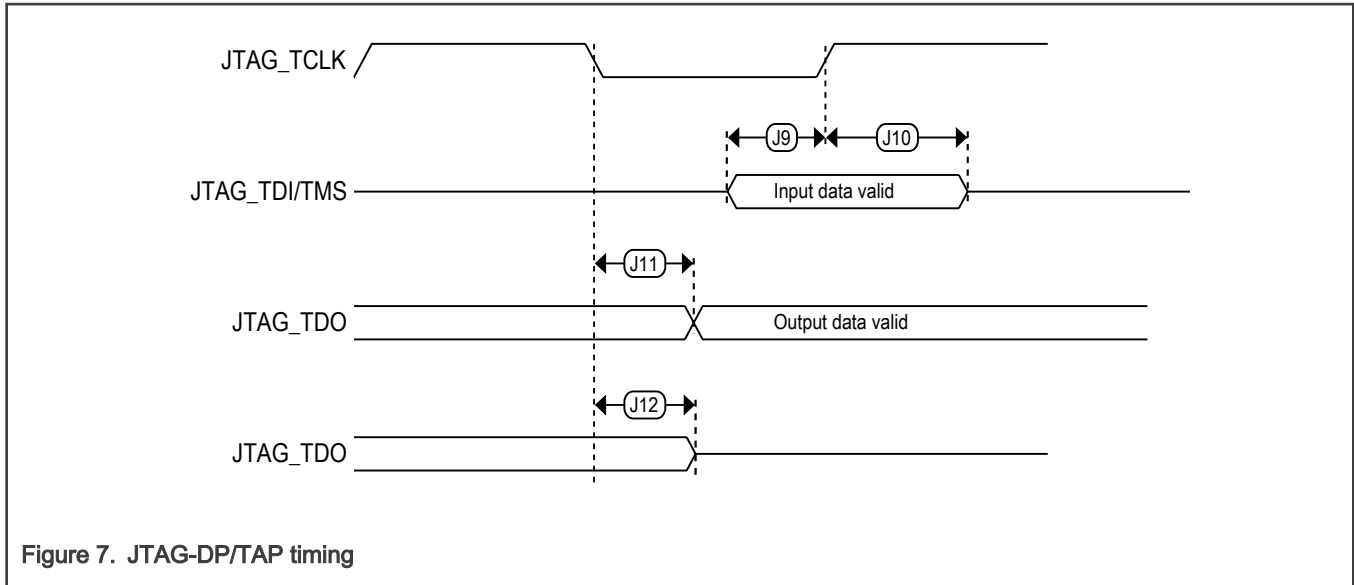 JTAG_TCLK
J9
J10
JTAG_TDI/TMS
Input data valid
J11
JTAG_TDO
Output data valid
J12
JTAG_TDO
Figure 7. JTAG-DP/TAP timing